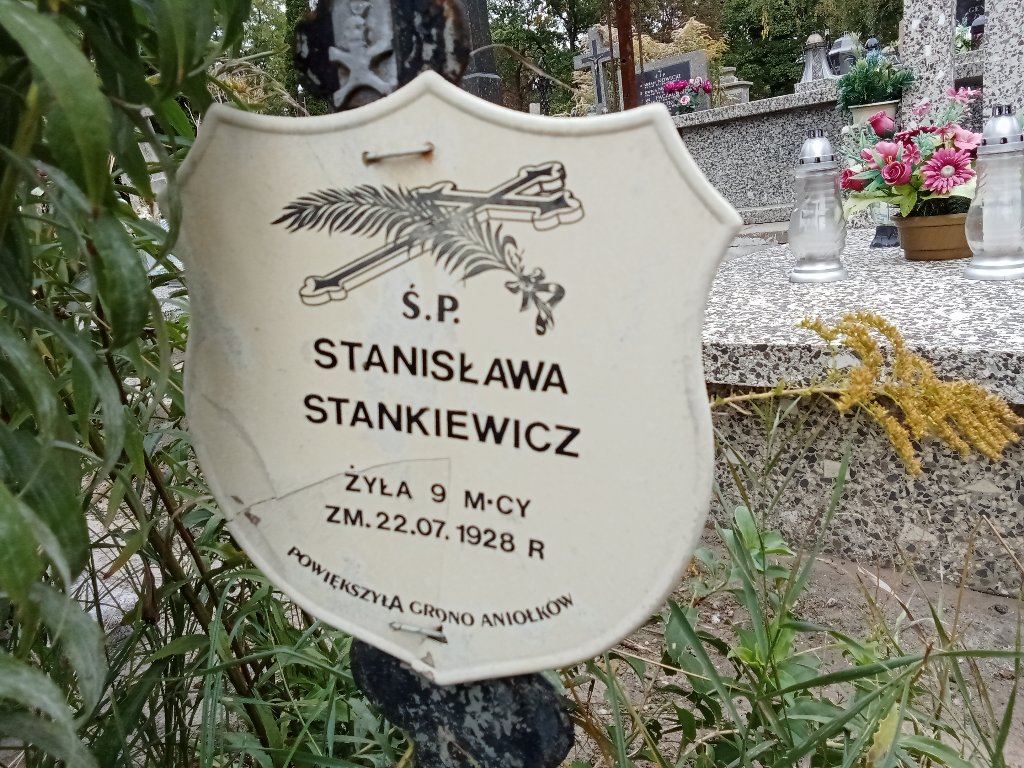 Ś.P.
STANISŁAWA
STANKIEWICZ
ŻYŁA 9 M-CY
ZM. 22.07.1928 R
POWIĘKSZYŁA GRONO ANIOŁKÓW